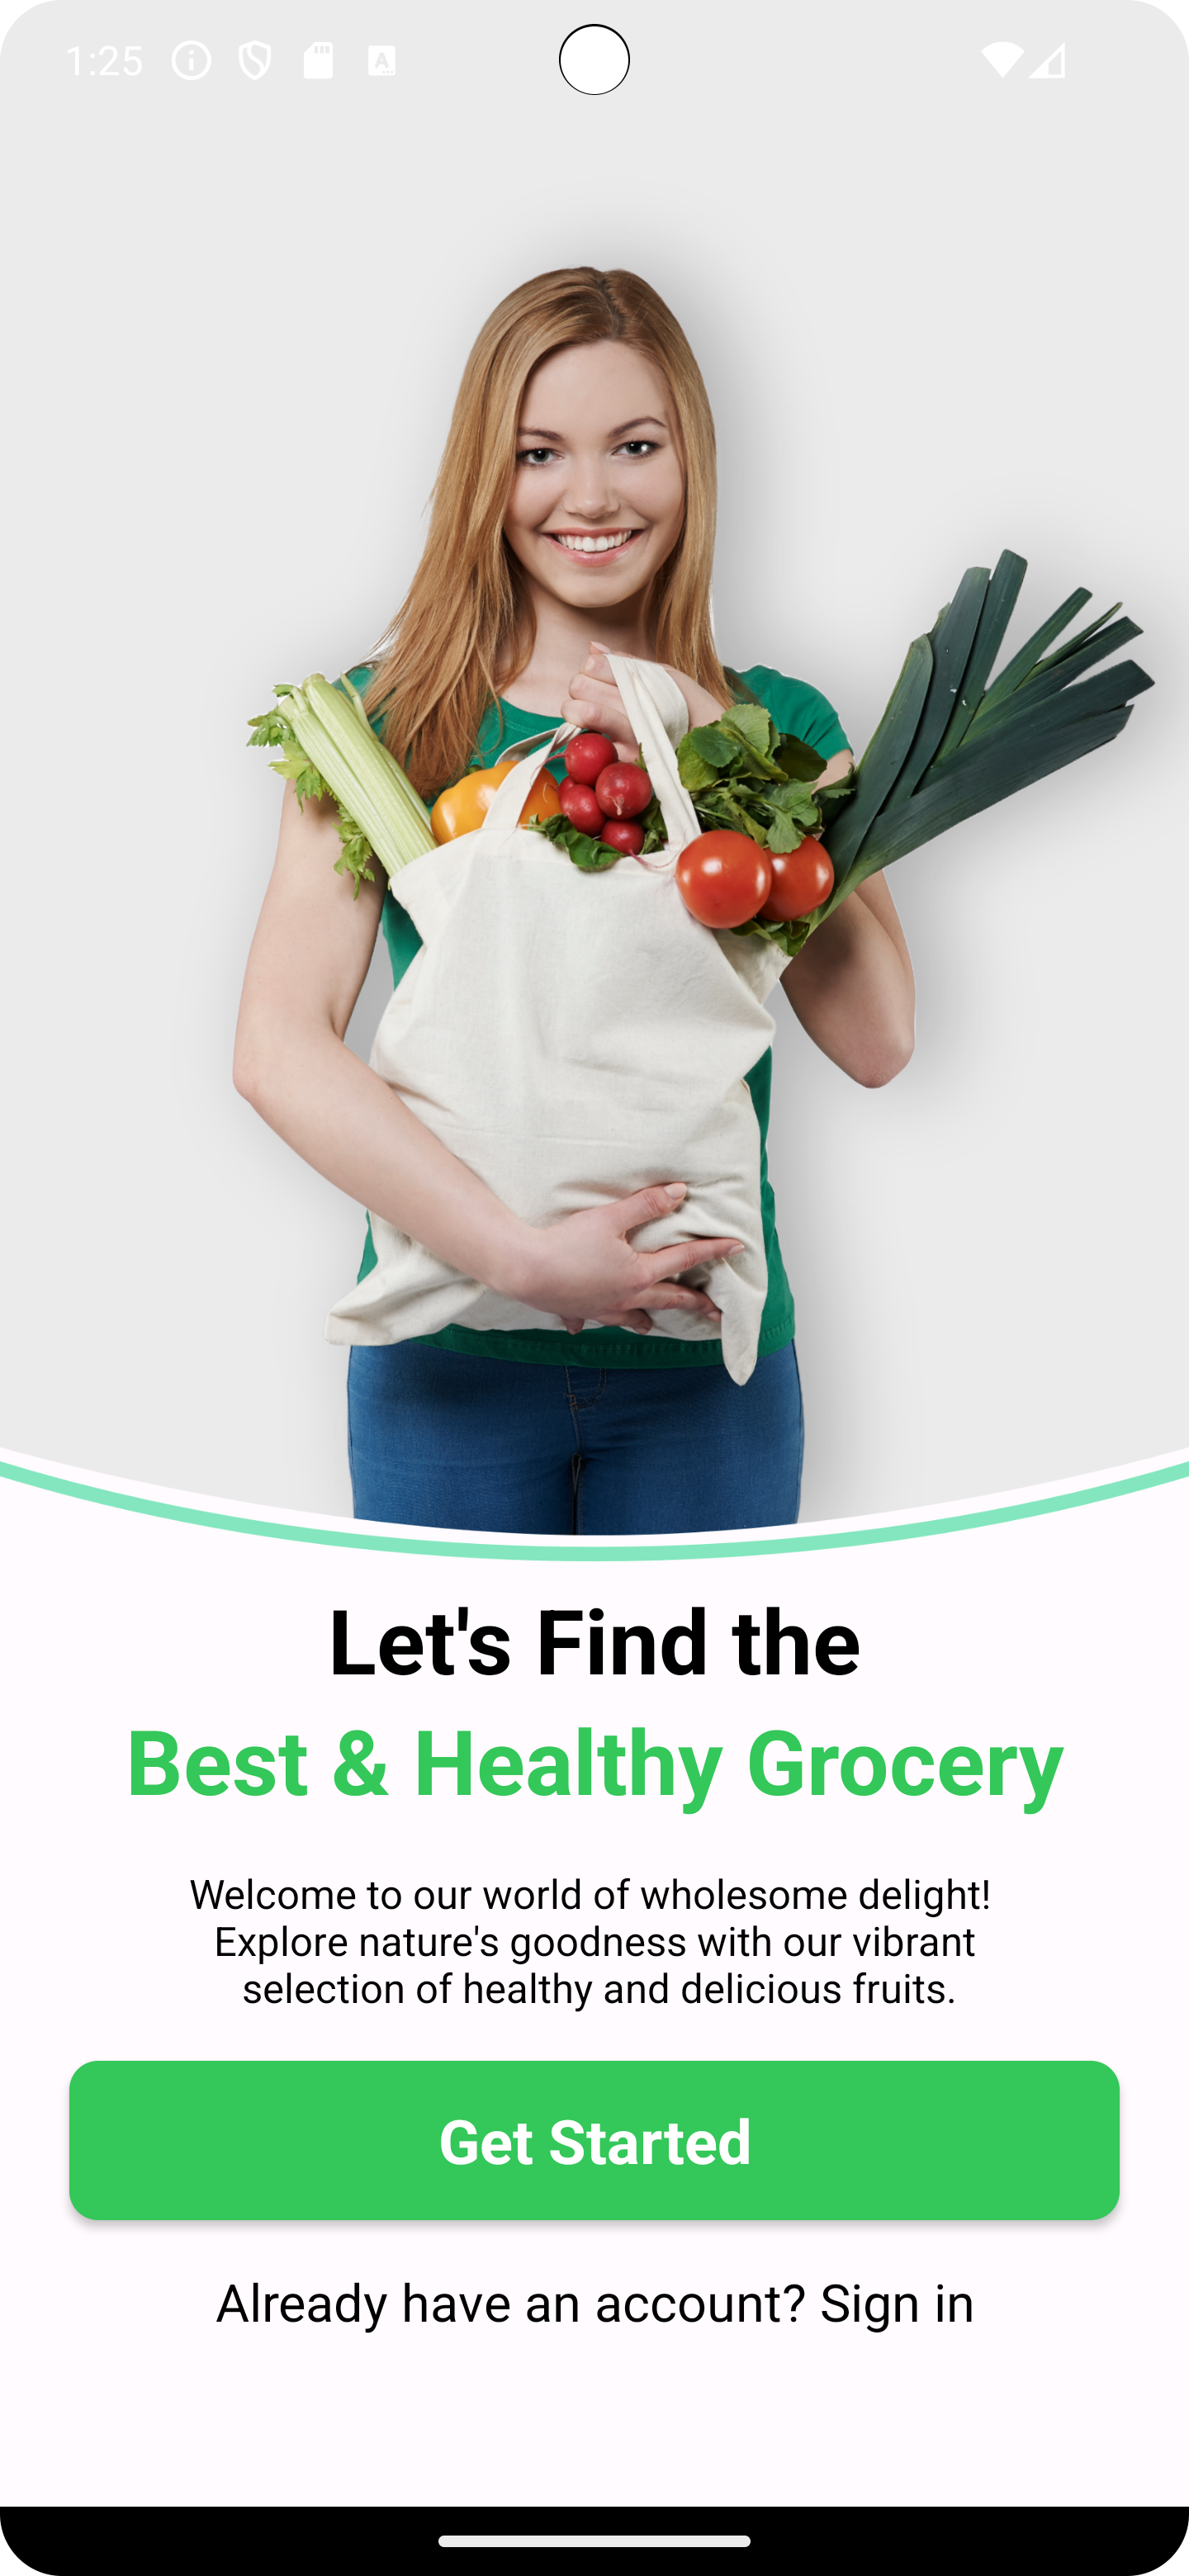 1:25
Let's Find the
Best & Healthy Grocery
Welcome to our world of wholesome delight!
Explore nature's goodness with our vibrant
selection of healthy and delicious fruits.
Get Started
Already have an account? Sign in